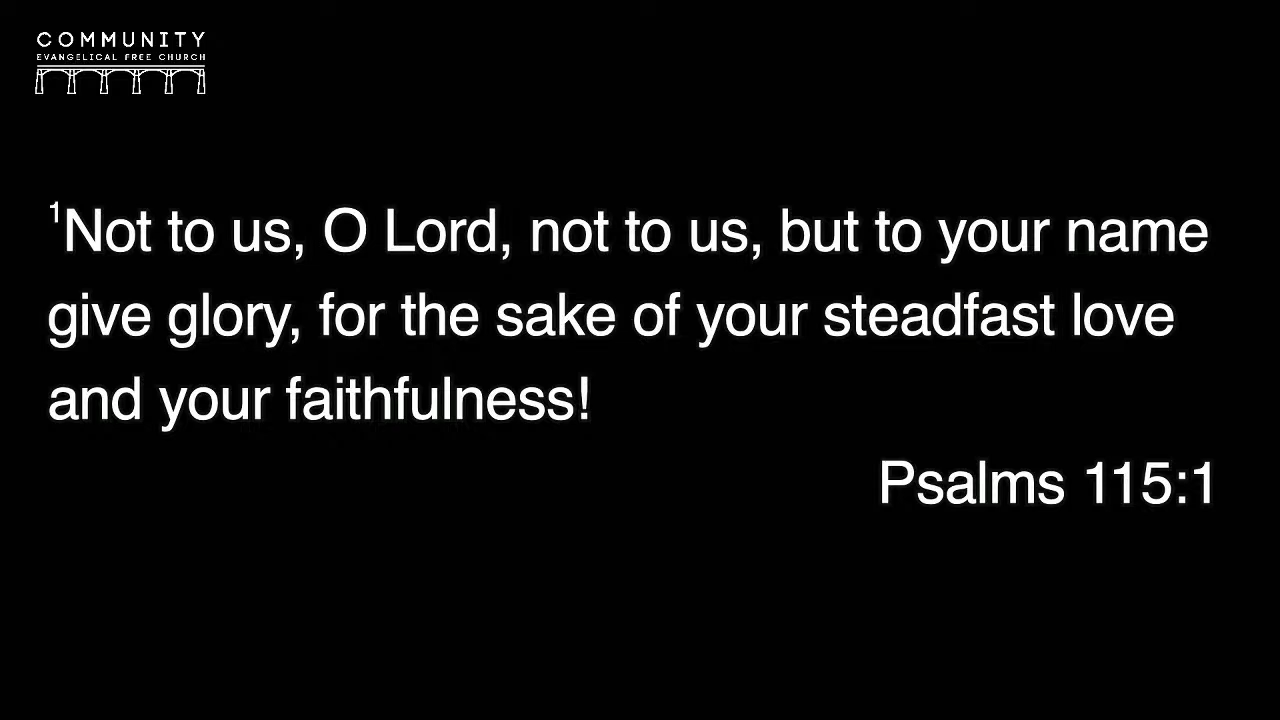 COMMUNITY
EVANGELICAL FREE CHURCH
¹Not to us, O Lord, not to us, but to your name
give glory, for the sake of your steadfast love
and your faithfulness!
Psalms 115:1